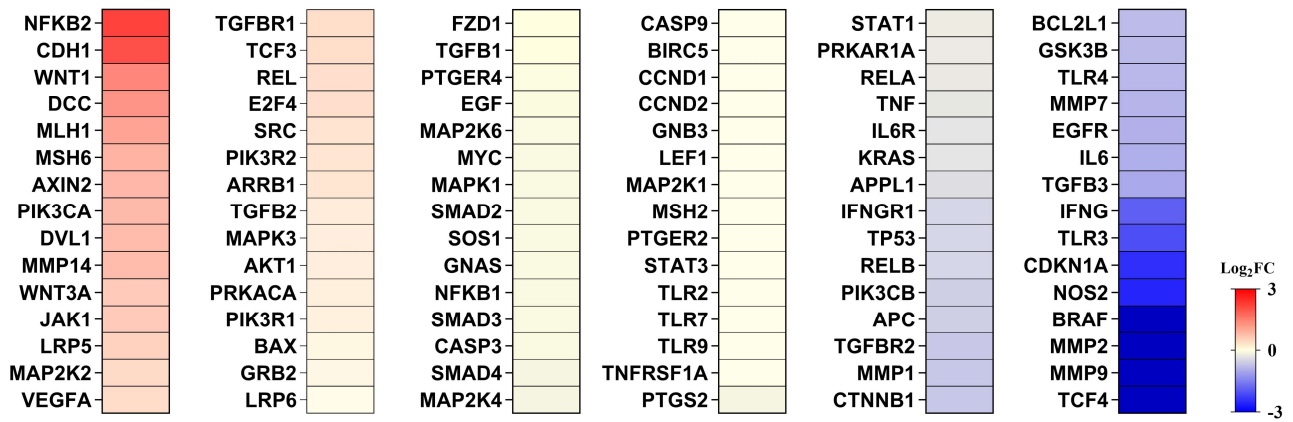 NFKB2
CDH1
WNT1
DCC
MLH1
MSH6
AXIN2
PIK3CA
DVL1
MMP14
WNT3A
JAK1
LRP5
MAP2K2
VEGFA
TGFBR1
TCF3
REL
E2F4
SRC
PIK3R2
ARRB1
TGFB2
MAPK3
AKT1
PRKACA
PIK3R1
BAX
GRB2
LRP6
FZD1
TGFB1
PTGER4
EGF
MAP2K6
MYC
MAPK1
SMAD2
SOS1
GNAS
NFKB1
SMAD3
CASP3
SMAD4
MAP2K4
CASP9
BIRC5
CCND1
CCND2
GNB3
LEF1
MAP2K1
MSH2
PTGER2
STAT3
TLR2
TLR7
TLR9
TNFRSF1A
PTGS2
STAT1
PRKAR1A
RELA
TNF
IL6R
KRAS
APPL1
IFNGR1
TP53
RELB
PIK3CB
APC
TGFBR2
MMP1
CTNNB1
BCL2L1
GSK3B
TLR4
MMP7
EGFR
IL6
TGFB3
IFNG
TLR3
CDKN1A
NOS2
BRAF
MMP2
MMP9
TCF4
Log₂FC
3
0
-3